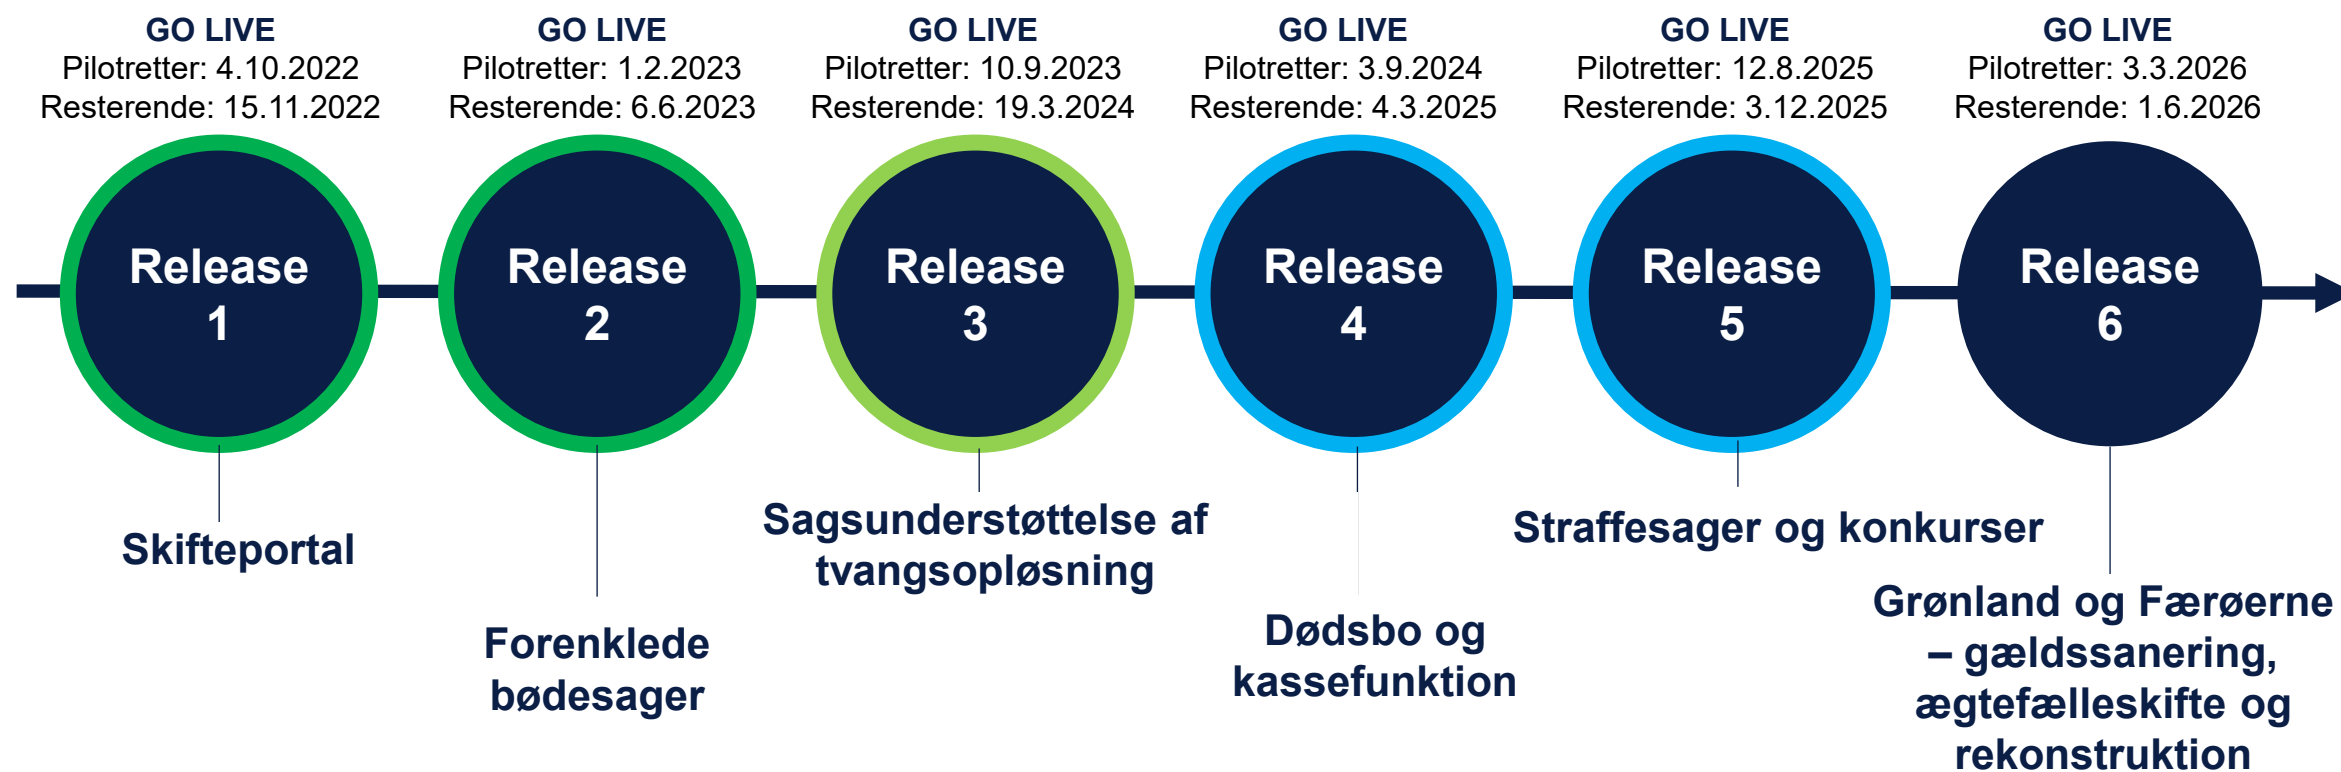 GO LIVE
Pilotretter: 4.10.2022
Resterende: 15.11.2022
GO LIVE
Pilotretter: 1.2.2023
Resterende: 6.6.2023
GO LIVE
Pilotretter: 10.9.2023
Resterende: 19.3.2024
GO LIVE
Pilotretter: 3.9.2024
Resterende: 4.3.2025
GO LIVE
Pilotretter: 12.8.2025
Resterende: 3.12.2025
GO LIVE
Pilotretter: 3.3.2026
Resterende: 1.6.2026
Release
1
Release
2
Release
3
Release
4
Release
5
Release
6
Skifteportal
Forenklede
bødesager
Sagsunderstøttelse af
tvangsopløsning
Dødsbo og
kassefunktion
Straffesager og konkurser
Grønland og Færøerne
– gældssanering,
ægtefælleskifte og
rekonstruktion